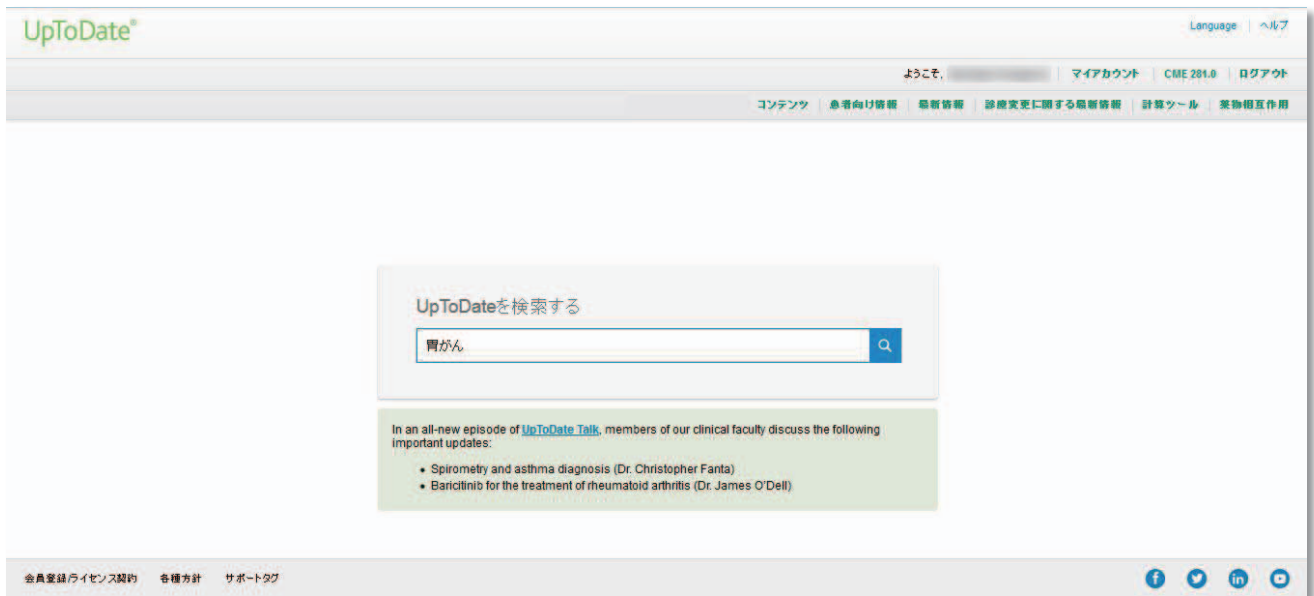 UpToDate®
Language ヘルプ
ようこそ, マイアカウント CME 281.0 ログアウト
コンテンツ 患者向け情報 最新情報 診療変更に関する最新情報 計算ツール 薬物相互作用
UpToDateを検索する
胃がん
In an all-new episode of UpToDate Talk, members of our clinical faculty discuss the following
important updates:
• Spirometry and asthma diagnosis (Dr. Christopher Fanta)
• Baricitinib for the treatment of rheumatoid arthritis (Dr. James O'Dell)
会員登録/ライセンス契約 各種方針 サポートタグ